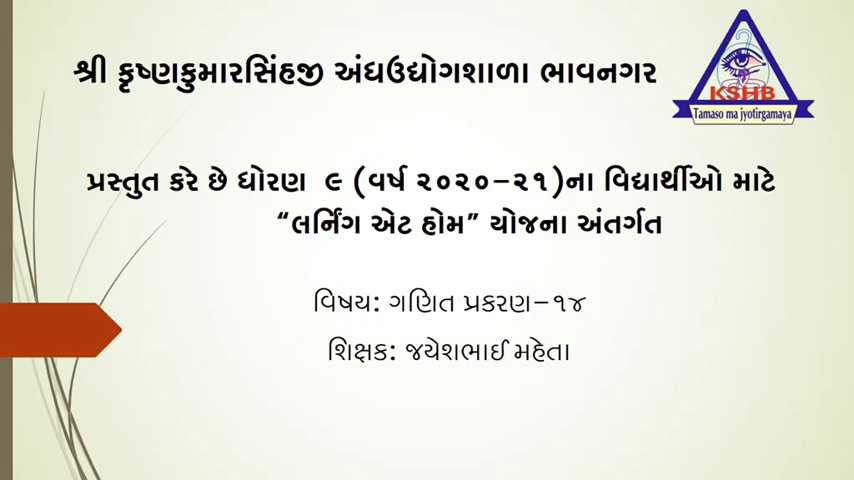 શ્રી કૃષ્ણકુમારસિંહજી અંધઉદ્યોગશાળા ભાવનગર
KSHB
Tamaso ma jyotirgamaya
પ્રસ્તુત કરે છે ધોરણ ૯ (વર્ષ ૨૦૨૦-૨૧)ના વિદ્યાર્થીઓ માટે
“લર્નિંગ એટ હોમ” યોજના અંતર્ગત
વિષય: ગણિત પ્રકરણ-૧૪
શિક્ષક: જયેશભાઈ મહેતા